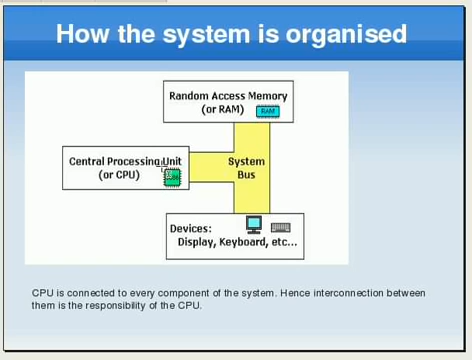 How the system is organised
Random Access Memory
(or RAM)
RAM
Central Processing Unit
(or CPU)
System
Bus
Devices:
Display, Keyboard, etc...
CPU is connected to every component of the system. Hence interconnection between
them is the responsibility of the CPU.